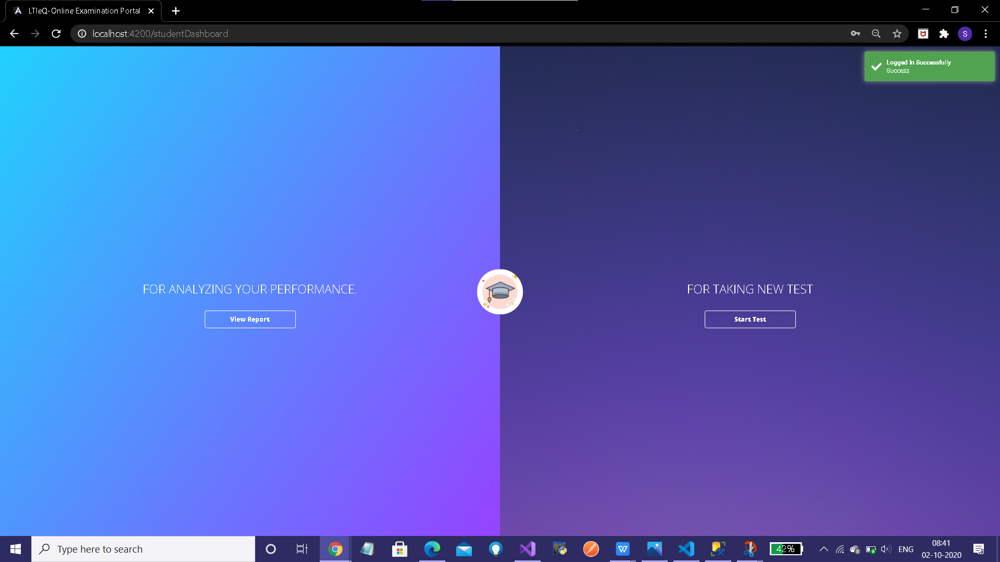 LTIeQ-Online Examination Portal
localhost:4200/studentDashboard
S
Logged In Successfully
Success
FOR ANALYZING YOUR PERFORMANCE.
View Report
FOR TAKING NEW TEST
Start Test
Type here to search
42%
ENG
08:41
02-10-2020